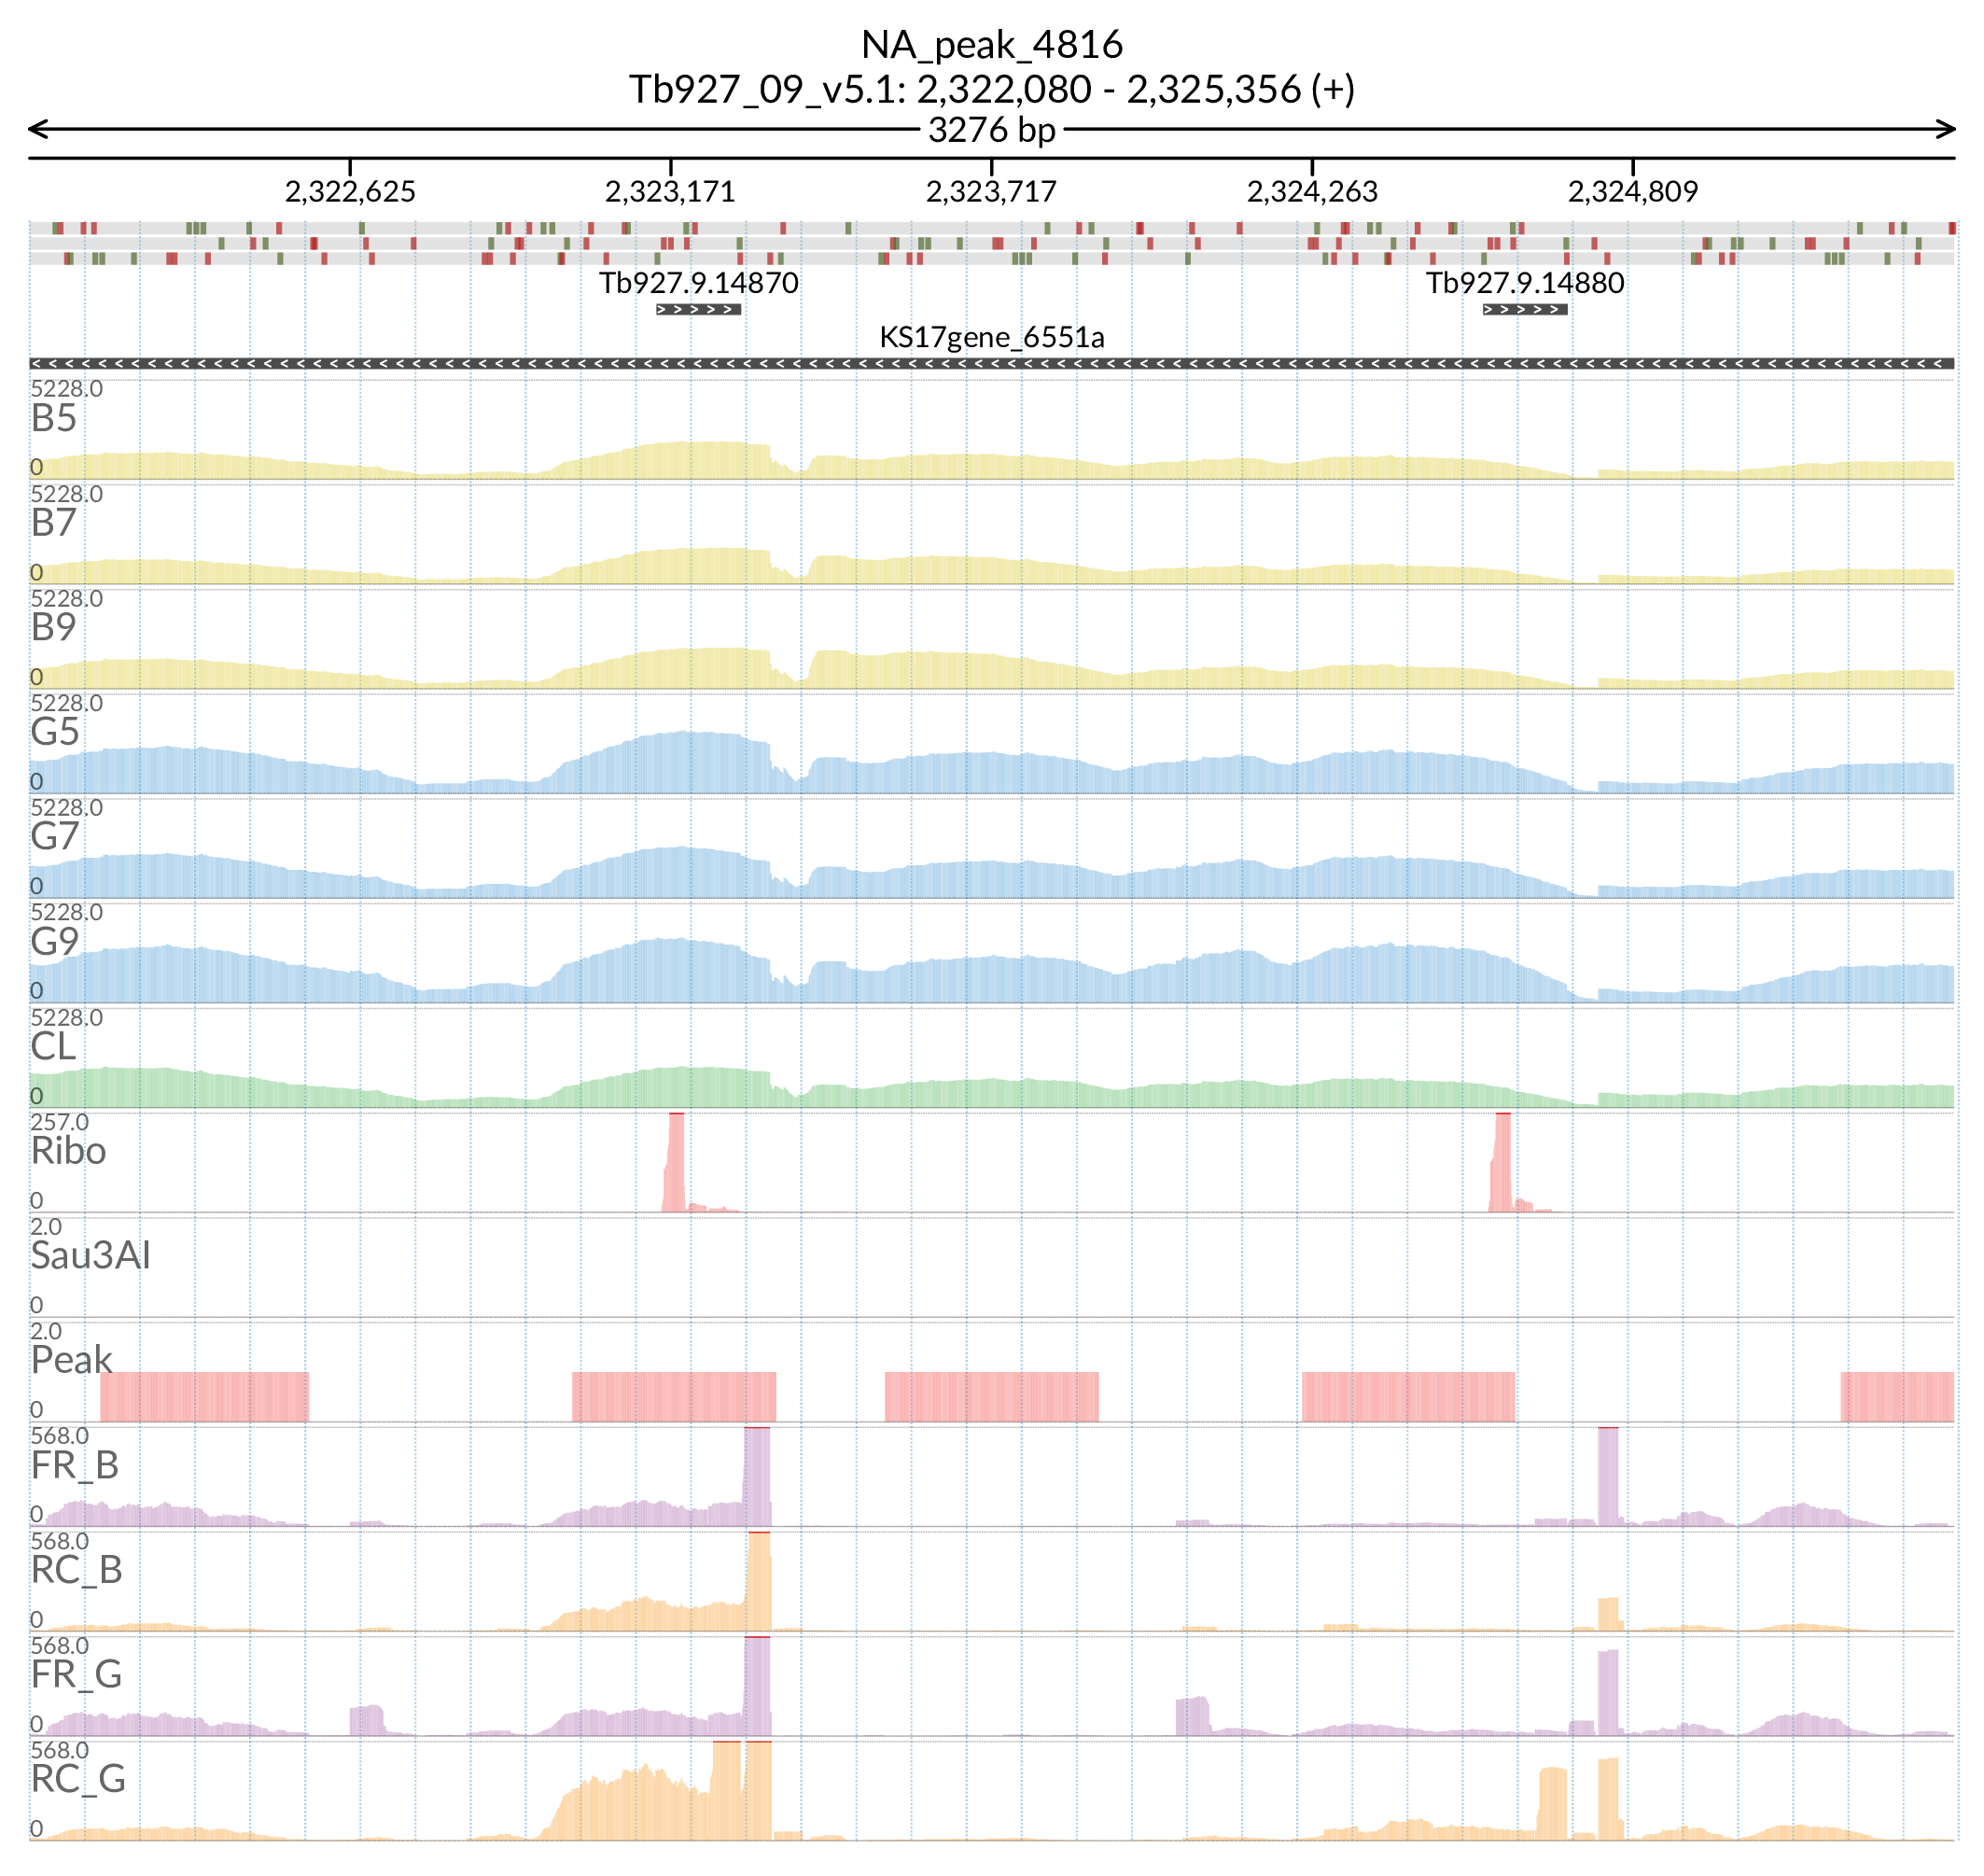 NA_peak_4816
Tb927_09_v5.1: 2,322,080 - 2,325,356 (+)
3276 bp
2,322,625 2,323,171 2,323,717 2,324,263 2,324,809
Tb927.9.14870 Tb927.9.14880
KS17gene_6551a
5228.0
B5
0
5228.0
B7
0
5228.0
B9
0
5228.0
G5
0
5228.0
G7
0
5228.0
G9
0
5228.0
CL
0
257.0
Ribo
0
2.0
Sau3AI
0
2.0
Peak
0
568.0
FR_B
0
568.0
RC_B
0
568.0
FR_G
0
568.0
RC_G
0